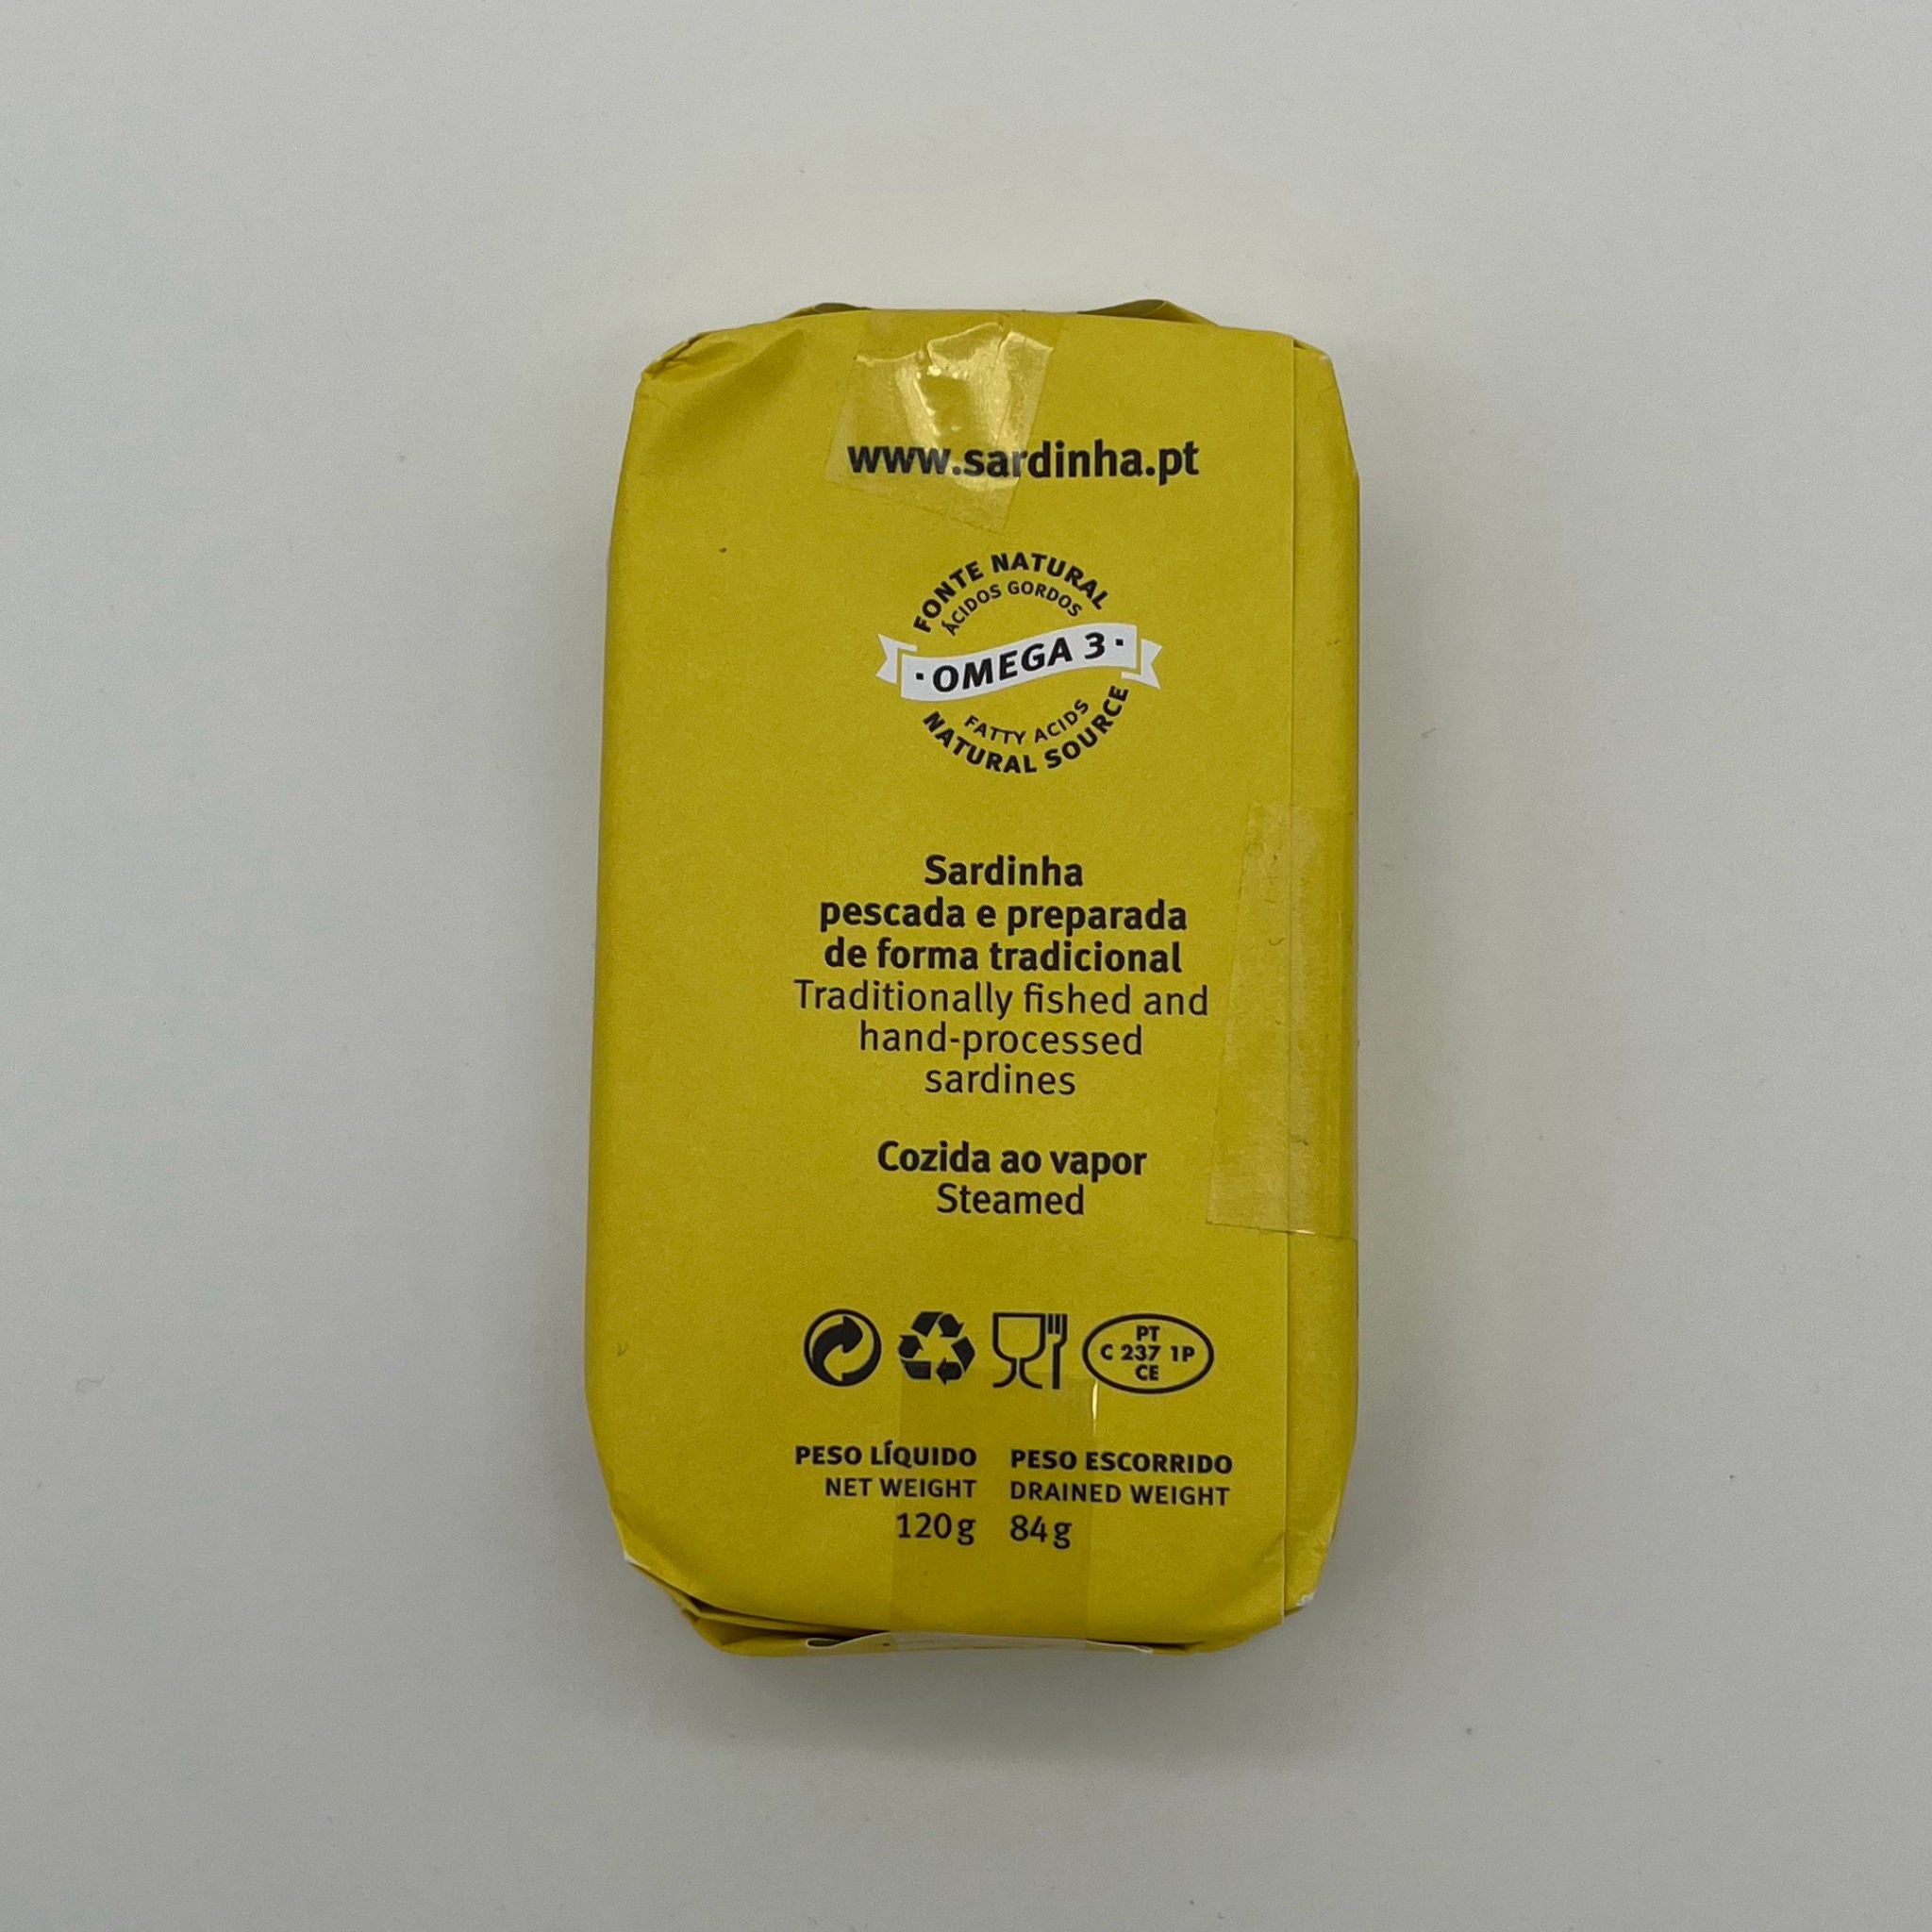 www.sardinha.pt
FONTE NATURAL
ÁCIDOS GORDOS
· OMEGA 3 ·
FATTY ACIDS
NATURAL SOURCE
Sardinha
pescada e preparada
de forma tradicional
Traditionally fished and
hand-processed
sardines
Cozida ao vapor
Steamed
PT
C 237 1P
CE
PESO LÍQUIDO PESO ESCORRIDO
NET WEIGHT DRAINED WEIGHT
120 g 84 g